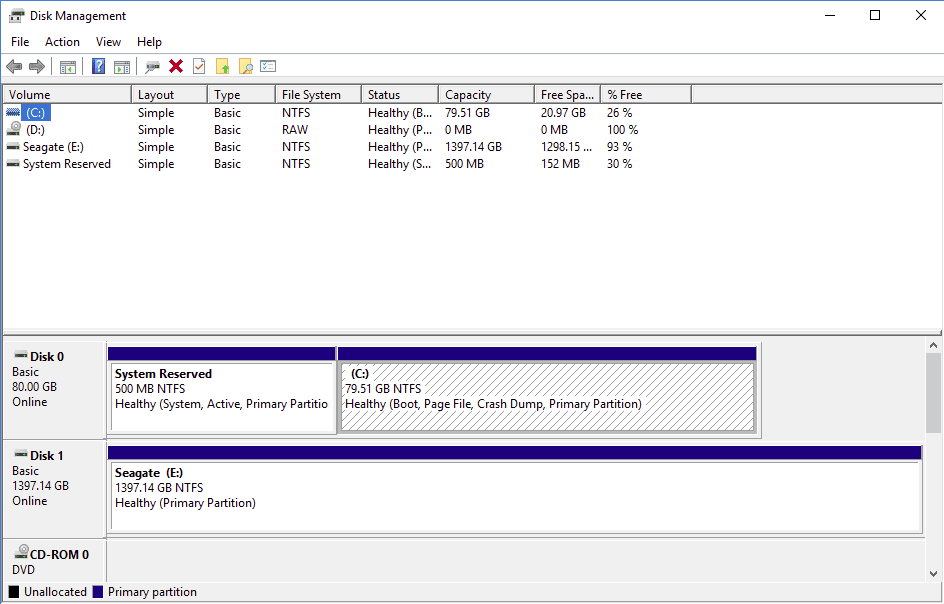 Disk Management
File Action View Help
Volume Layout Type File System Status Capacity Free Spa... % Free
(C:) Simple Basic NTFS Healthy (B... 79.51 GB 20.97 GB 26 %
(D:) Simple Basic RAW Healthy (P... 0 MB 0 MB 100 %
Seagate (E:) Simple Basic NTFS Healthy (P... 1397.14 GB 1298.15 ... 93 %
System Reserved Simple Basic NTFS Healthy (S... 500 MB 152 MB 30 %
Disk 0
Basic
80.00 GB
Online
System Reserved
500 MB NTFS
Healthy (System, Active, Primary Partitio
(C:)
79.51 GB NTFS
Healthy (Boot, Page File, Crash Dump, Primary Partition)
Disk 1
Basic
1397.14 GB
Online
Seagate (E:)
1397.14 GB NTFS
Healthy (Primary Partition)
CD-ROM 0
DVD
Unallocated Primary partition